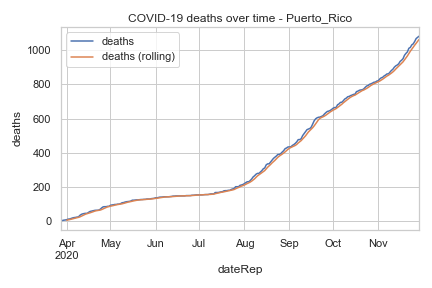 COVID-19 deaths over time - Puerto_Rico
deaths
deaths (rolling)
1000
800
600
400
200
0
deaths
Apr May Jun Jul Aug Sep Oct Nov
2020
dateRep